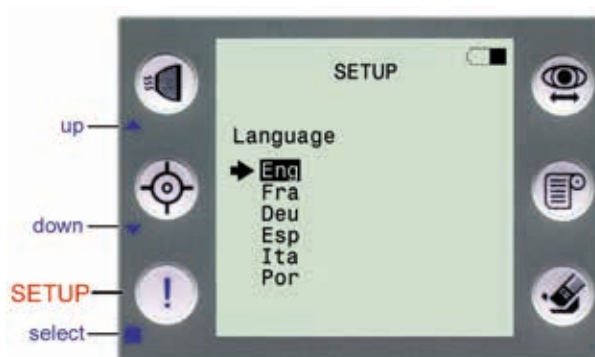 SETUP
up
Language
Eng
Fra
Deu
down
Esp
Ita
Por
SETUP
!
select